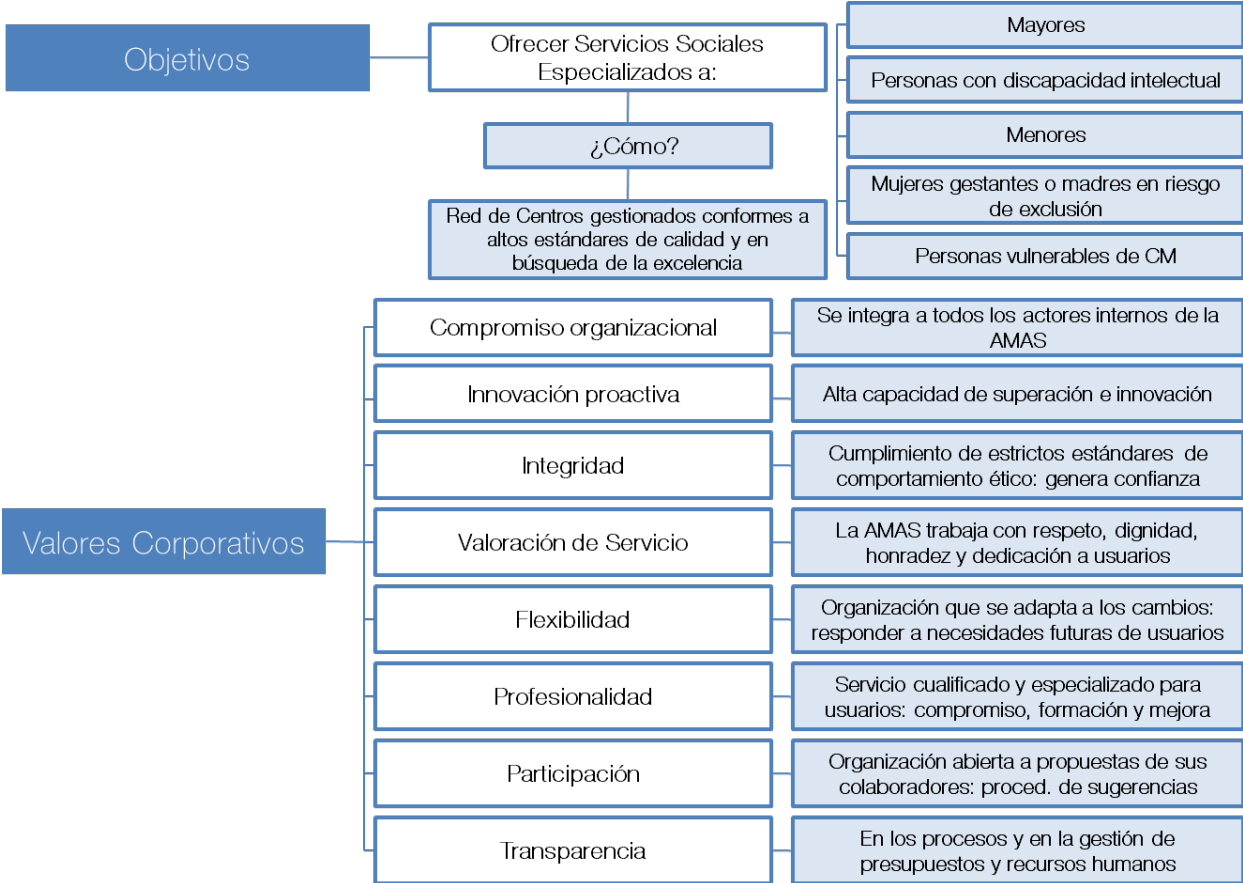 Objetivos
Ofrecer Servicios Sociales
Especializados a:
¿Cómo?
Red de Centros gestionados conformes a
altos estándares de calidad y en
búsqueda de la excelencia
Mayores
Personas con discapacidad intelectual
Menores
Mujeres gestantes o madres en riesgo
de exclusión
Personas vulnerables de CM
Valores Corporativos
Compromiso organizacional
Se integra a todos los actores internos de la
AMAS
Innovación proactiva
Alta capacidad de superación e innovación
Integridad
Cumplimiento de estrictos estándares de
comportamiento ético: genera confianza
Valoración de Servicio
La AMAS trabaja con respeto, dignidad,
honradez y dedicación a usuarios
Flexibilidad
Organización que se adapta a los cambios:
responder a necesidades futuras de usuarios
Profesionalidad
Servicio cualificado y especializado para
usuarios: compromiso, formación y mejora
Participación
Organización abierta a propuestas de sus
colaboradores: proced. de sugerencias
Transparencia
En los procesos y en la gestión de
presupuestos y recursos humanos